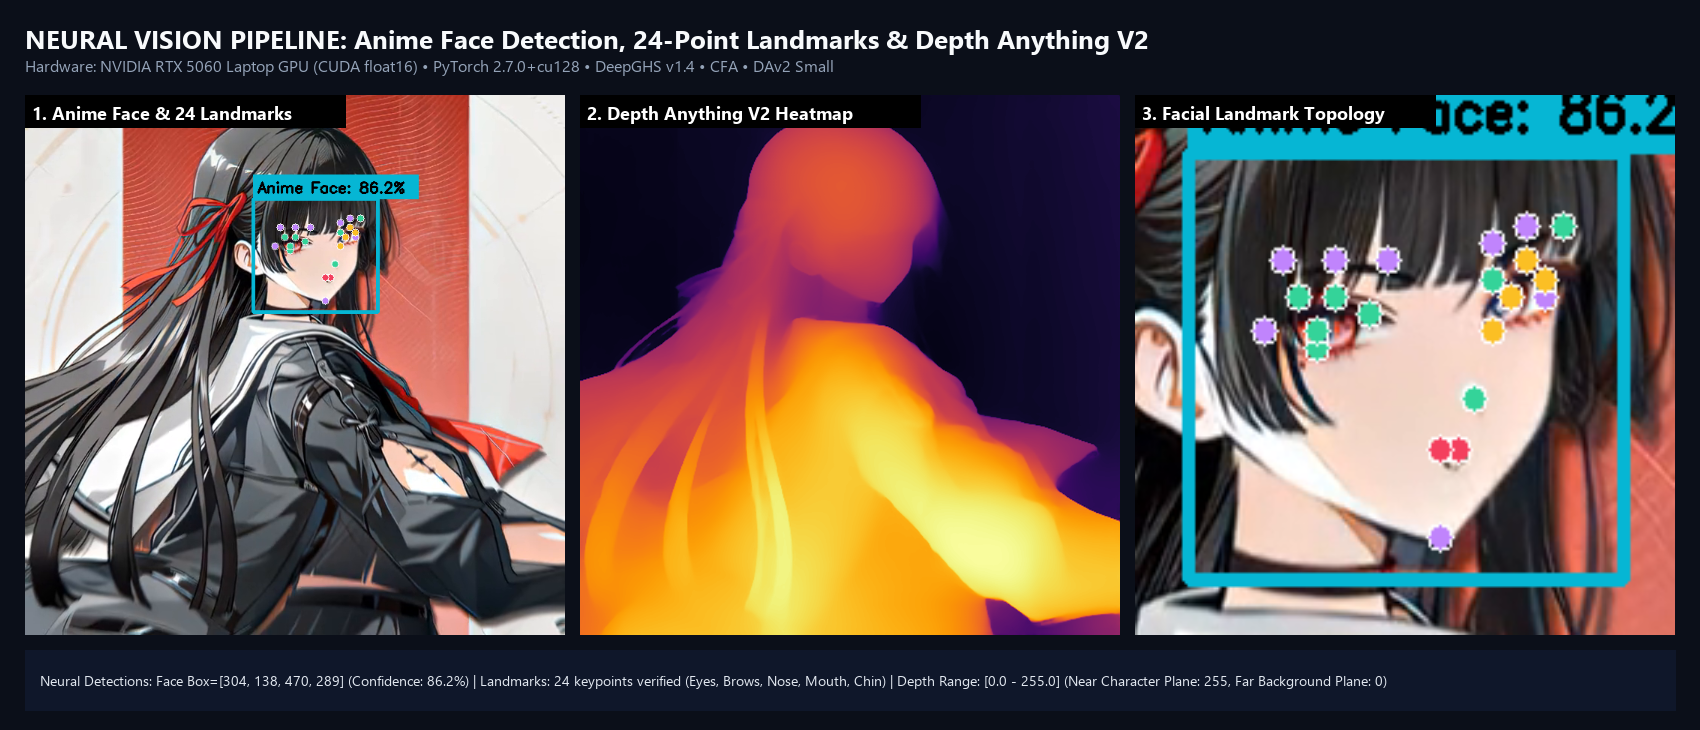 NEURAL VISION PIPELINE: Anime Face Detection, 24-Point Landmarks & Depth Anything V2
Hardware: NVIDIA RTX 5060 Laptop GPU (CUDA float16) • PyTorch 2.7.0+cu128 • DeepGHS v1.4 • CFA • DAv2 Small
1. Anime Face & 24 Landmarks
Anime Face: 86.2%
2. Depth Anything V2 Heatmap
3. Facial Landmark Topology
ace: 86.2
Neural Detections: Face Box=[304, 138, 470, 289] (Confidence: 86.2%) | Landmarks: 24 keypoints verified (Eyes, Brows, Nose, Mouth, Chin) | Depth Range: [0.0 - 255.0] (Near Character Plane: 255, Far Background Plane: 0)